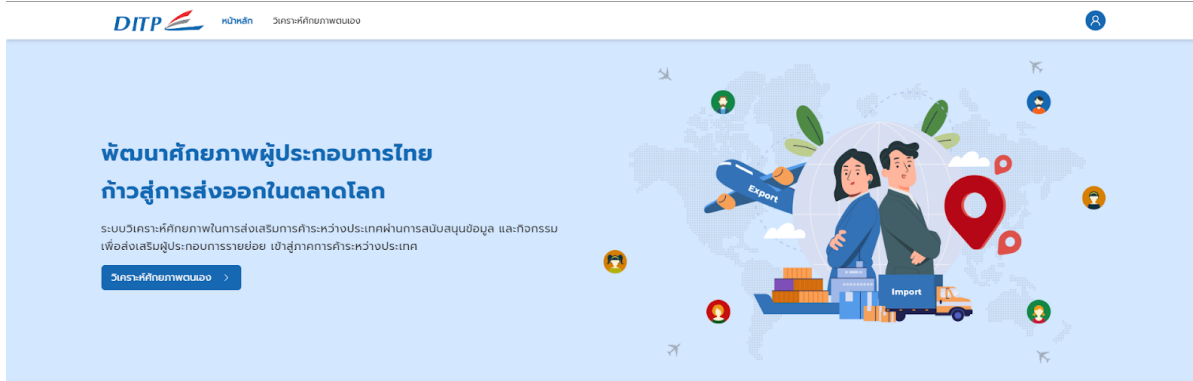 DITP
หน้าหลัก
วิเคราะห์ศักยภาพตนเอง
พัฒนาศักยภาพผู้ประกอบการไทย
ก้าวสู่การส่งออกในตลาดโลก
ระบบวิเคราะห์ศักยภาพในการส่งเสริมการค้าระหว่างประเทศผ่านการสนับสนุนข้อมูล และกิจกรรม
เพื่อส่งเสริมผู้ประกอบการรายย่อย เข้าสู่ภาคการค้าระหว่างประเทศ
วิเคราะห์ศักยภาพตนเอง
Export
Import